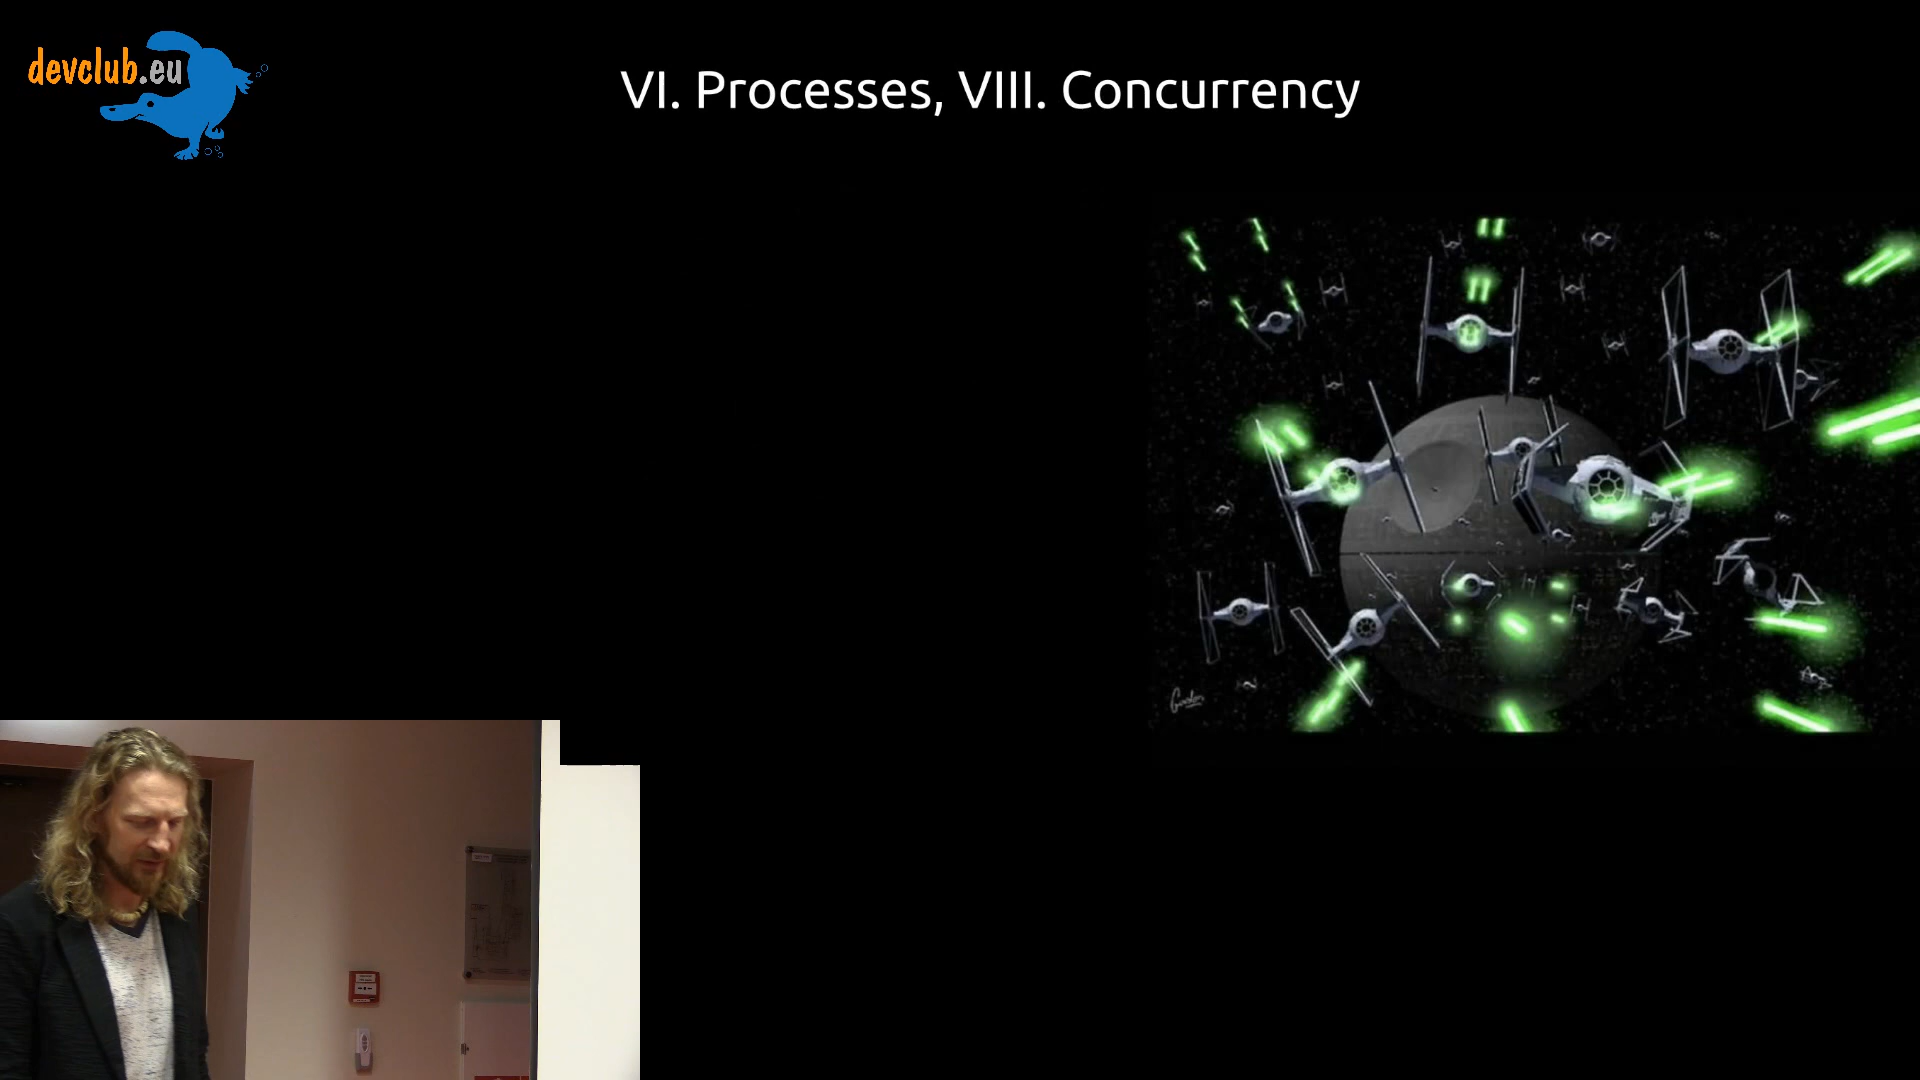 devclub.eu
VI. Processes, VIII. Concurrency